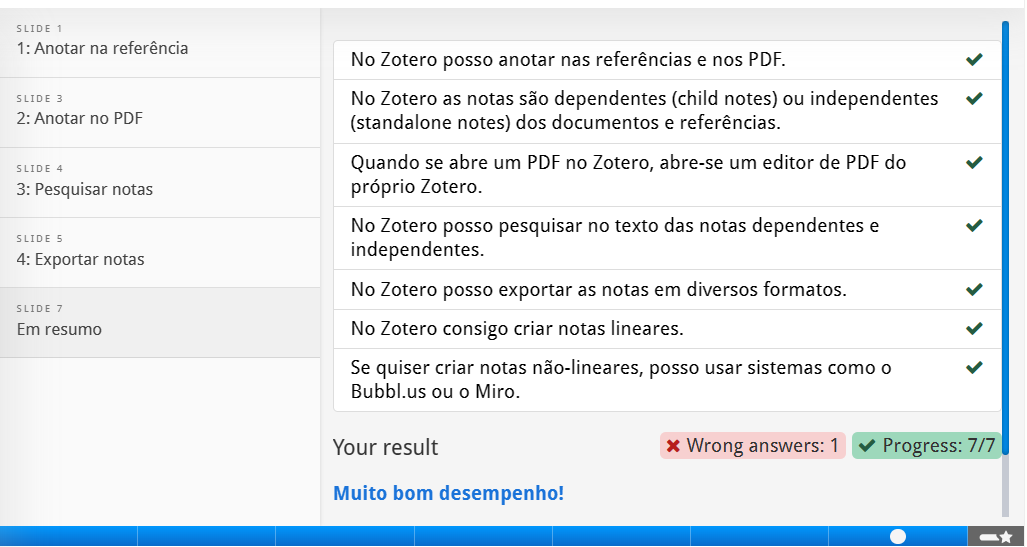 SLIDE 1
1: Anotar na referência
SLIDE 3
2: Anotar no PDF
SLIDE 4
3: Pesquisar notas
SLIDE 5
4: Exportar notas
SLIDE 7
Em resumo
No Zotero posso anotar nas referências e nos PDF.
No Zotero as notas são dependentes (child notes) ou independentes
(standalone notes) dos documentos e referências.
Quando se abre um PDF no Zotero, abre-se um editor de PDF do
próprio Zotero.
No Zotero posso pesquisar no texto das notas dependentes e
independentes.
No Zotero posso exportar as notas em diversos formatos.
No Zotero consigo criar notas lineares.
Se quiser criar notas não-lineares, posso usar sistemas como o
Bubbl.us ou o Miro.
Your result
Wrong answers: 1
Progress: 7/7
Muito bom desempenho!